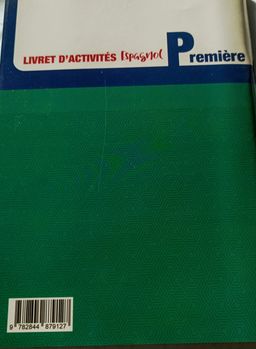 LIVRET D'ACTIVITÉS Espagnol Première
9 782844 879127